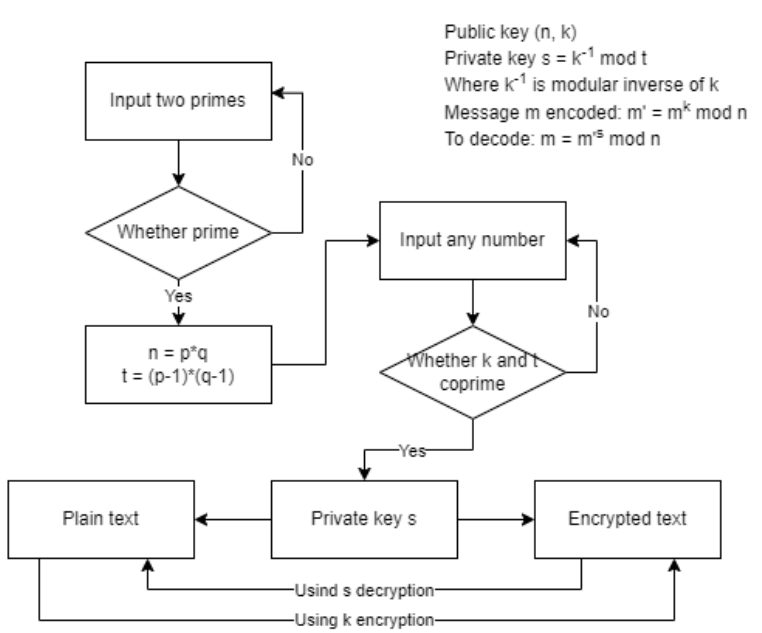 Public key (n, k)
Private key s = k⁻¹ mod t
Where k⁻¹ is modular inverse of k
Message m encoded: m' = mᵏ mod n
To decode: m = m'ˢ mod n
Input two primes
No
Whether prime
Yes
n = p*q
t = (p-1)*(q-1)
Input any number
No
Whether k and t
coprime
Yes
Plain text
Private key s
Encrypted text
Usind s decryption
Using k encryption